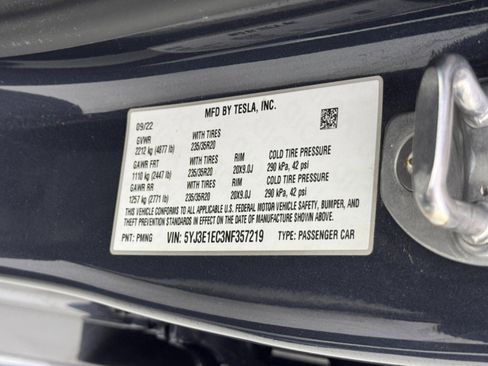 MFD BY TESLA, INC.
09/22
GVWR WITH TIRES
2212 kg (4877 lb) 235/35R20
GAWR FRT WITH TIRES RIM COLD TIRE PRESSURE
1110 kg (2447 lb) 235/35R20 20X9.0J 290 kPa, 42 psi
GAWR RR WITH TIRES RIM COLD TIRE PRESSURE
1257 kg (2771 lb) 235/35R20 20X9.0J 290 kPa, 42 psi
THIS VEHICLE CONFORMS TO ALL APPLICABLE U.S. FEDERAL MOTOR VEHICLE SAFETY, BUMPER, AND
THEFT PREVENTION STANDARDS IN EFFECT ON THE DATE OF MANUFACTURE SHOWN ABOVE.
PNT: PMNG VIN: 5YJ3E1EC3NF357219 TYPE: PASSENGER CAR